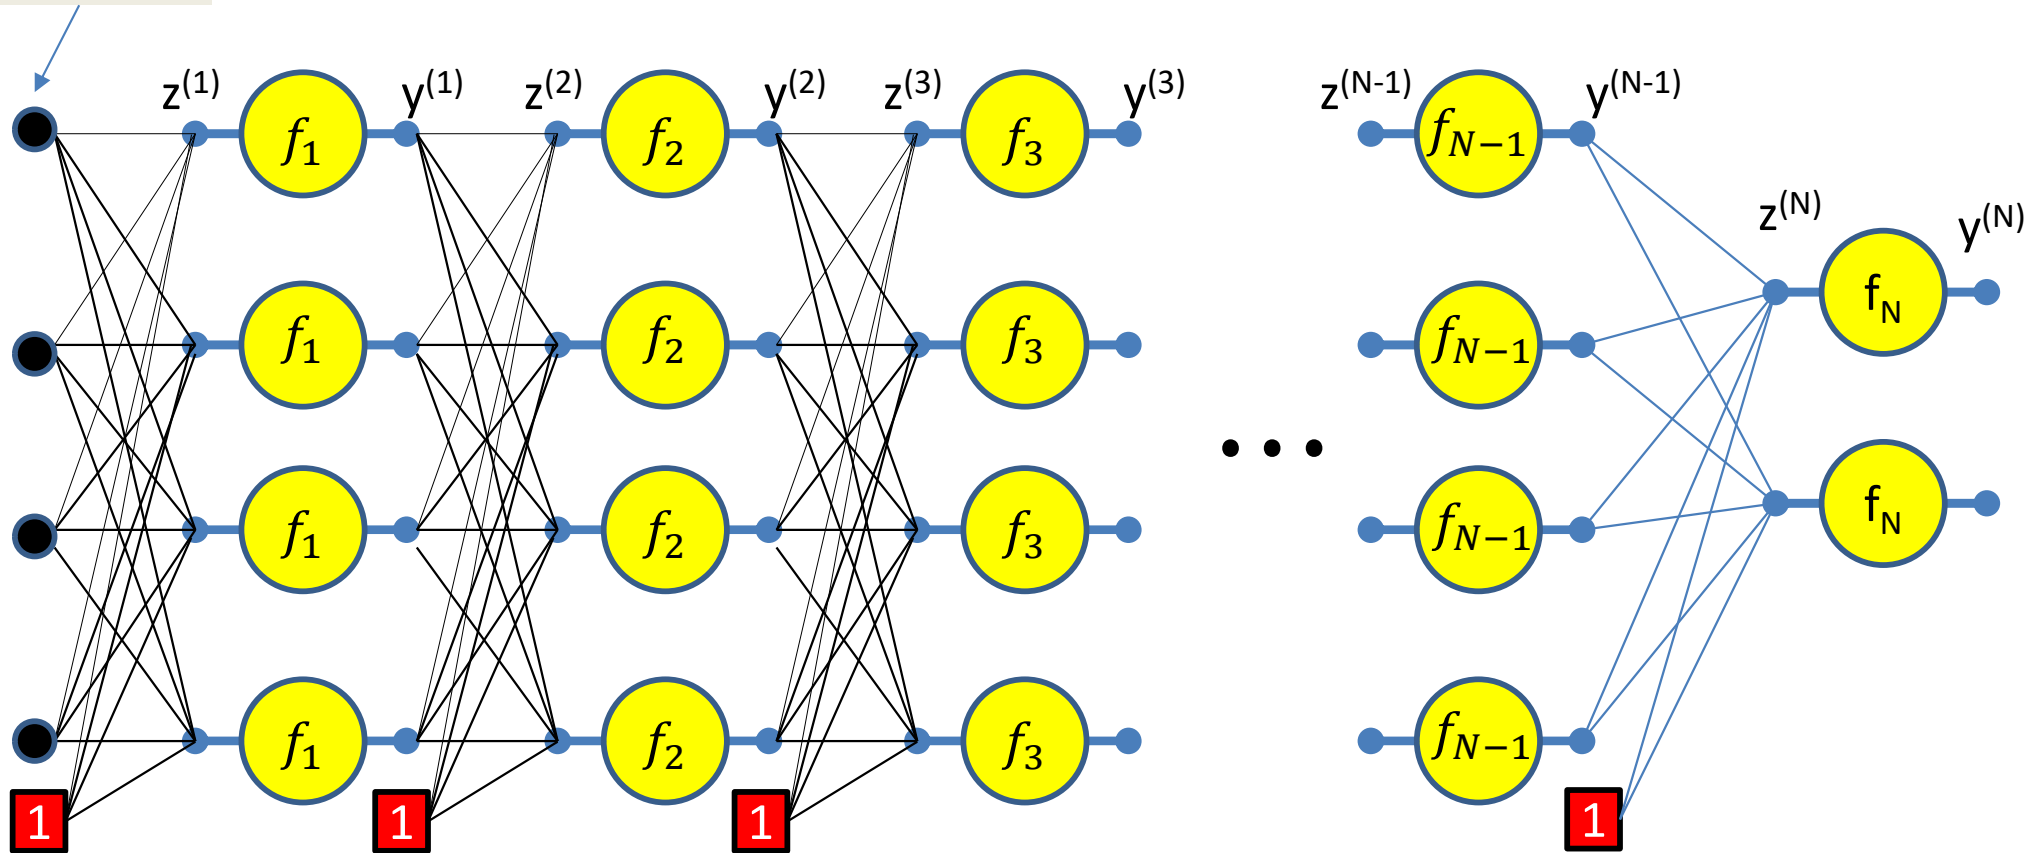 z(1) y(1) z(2) y(2) z(3) y(3) z(N-1) y(N-1)
f1 f2 f3 fN−1
z(N) y(N)
fN
f1 f2 f3 fN−1
...
f1 f2 f3 fN−1
fN
f1 f2 f3 fN−1
1 1 1 1